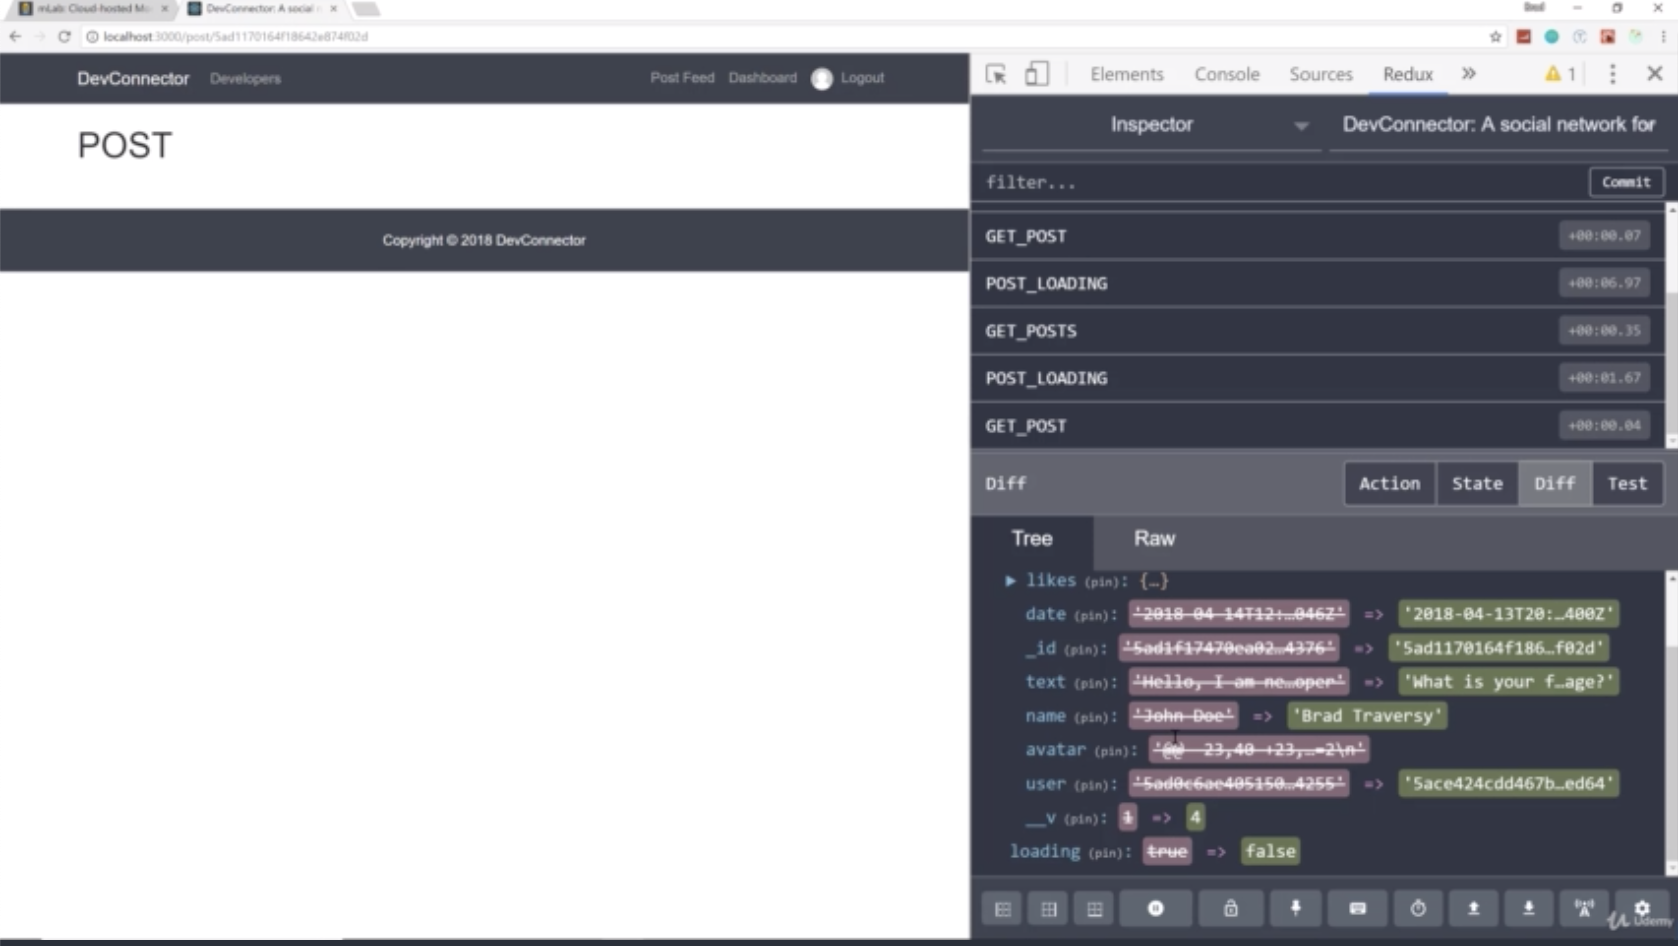 mLab: Cloud-hosted Mo
DevConnector: A social n
localhost:3000/post/5ad1170164f18642e874f02d
DevConnector Developers Post Feed Dashboard Logout
POST
Copyright © 2018 DevConnector
Elements Console Sources Redux » 1
Inspector DevConnector: A social network for
filter... Commit
GET_POST +00:00.07
POST_LOADING +00:06.97
GET_POSTS +00:00.35
POST_LOADING +00:01.67
GET_POST +00:00.04
Diff Action State Diff Test
Tree Raw
likes (pin): {…}
date (pin): '2018-04-14T12:…046Z' => '2018-04-13T20:…400Z'
_id (pin): '5ad1f17470ea02…4376' => '5ad1170164f186…f02d'
text (pin): 'Hello, I am ne…oper' => 'What is your f…age?'
name (pin): 'John Doe' => 'Brad Traversy'
avatar (pin): '@@ -23,40 +23,…=2\n'
user (pin): '5ad0c6ae405150…4255' => '5ace424cdd467b…ed64'
__v (pin): 1 => 4
loading (pin): true => false
Udemy